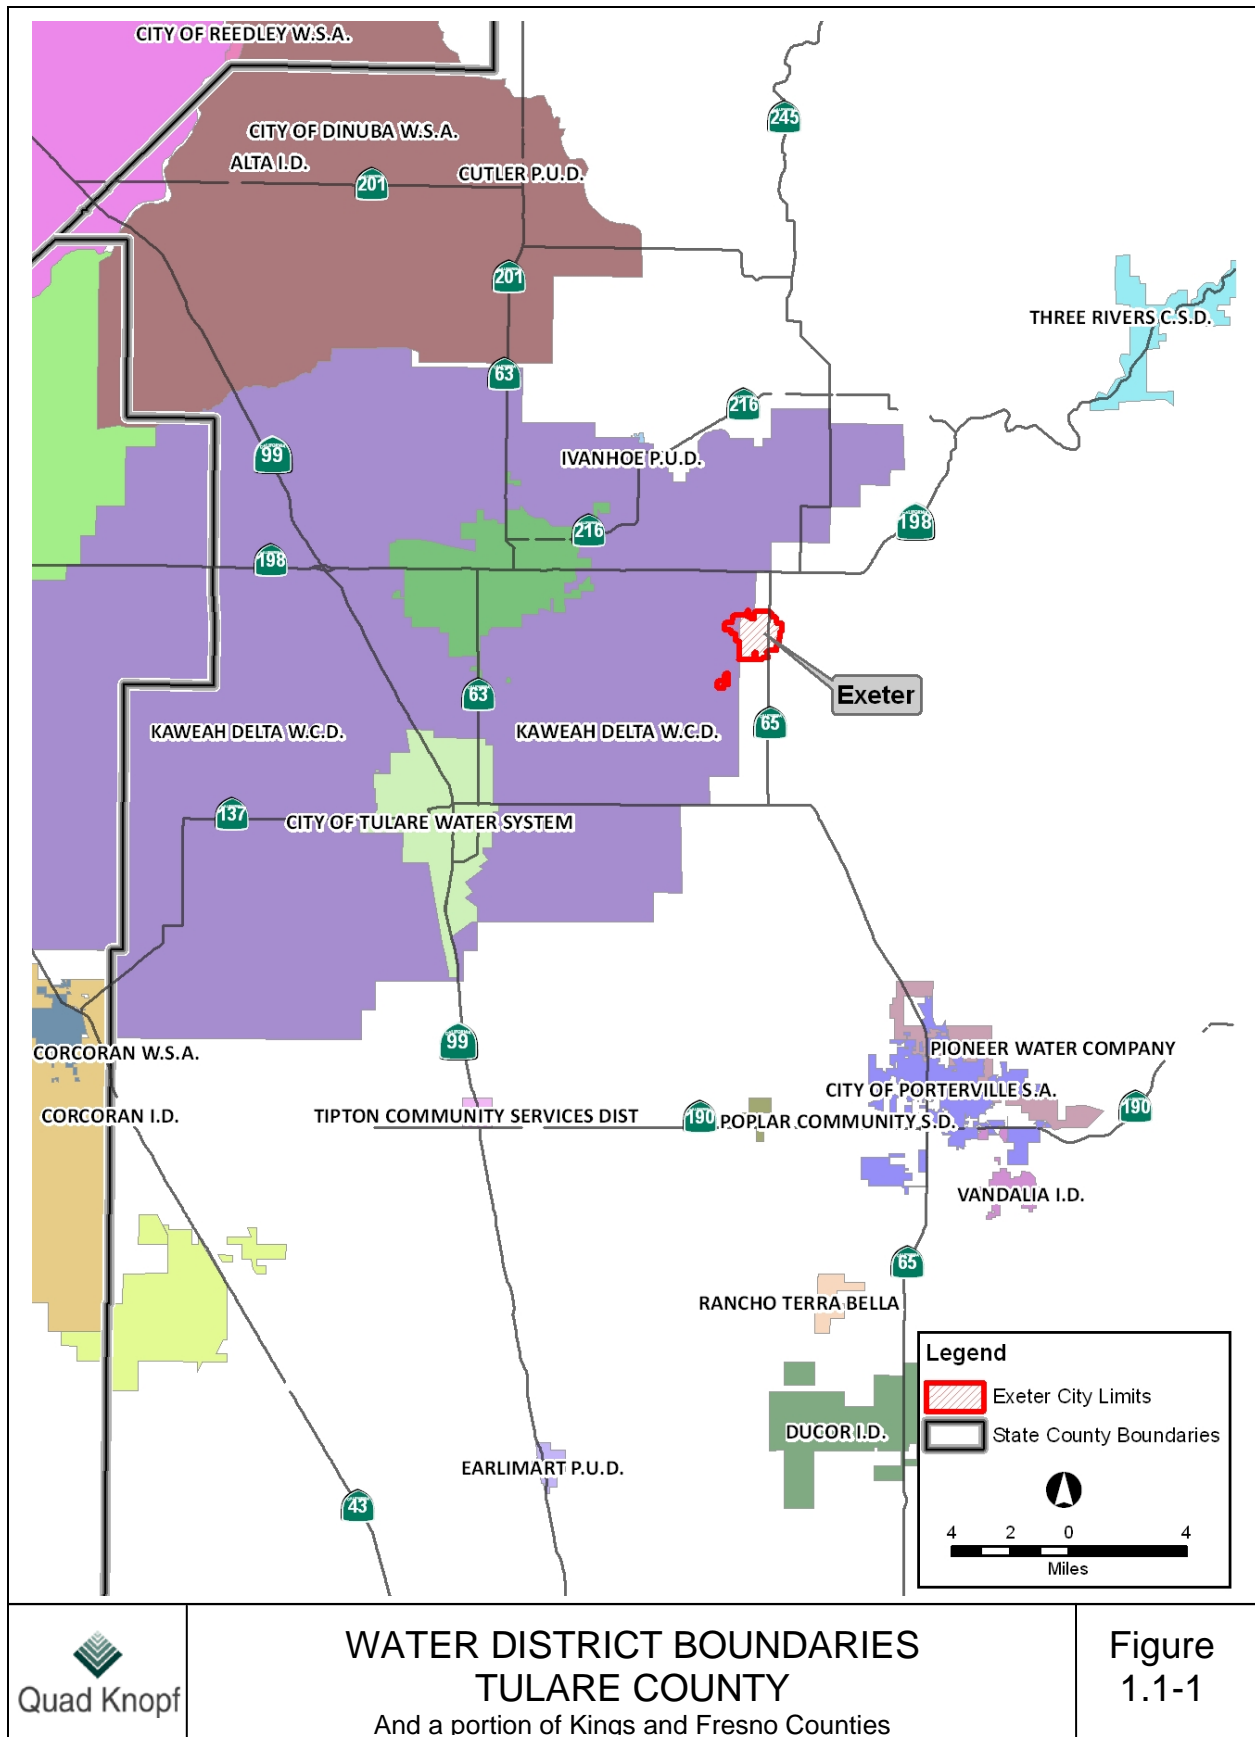 CITY OF REEDLEY W.S.A.
245
CITY OF DINUBA W.S.A.
ALTA I.D.
CUTLER P.U.D.
201
201
THREE RIVERS C.S.D.
63
216
99
IVANHOE P.U.D.
198
216
198
Exeter
63
65
KAWEAH DELTA W.C.D.
KAWEAH DELTA W.C.D.
137
CITY OF TULARE WATER SYSTEM
99
CORCORAN W.S.A.
PIONEER WATER COMPANY
CITY OF PORTERVILLE S.A.
190
CORCORAN I.D.
TIPTON COMMUNITY SERVICES DIST
190
POPLAR COMMUNITY S.D.
VANDALIA I.D.
65
RANCHO TERRA BELLA
DUCOR I.D.
EARLIMART P.U.D.
43
Legend
Exeter City Limits
State County Boundaries
4 2 0 4
Miles
Quad Knopf
WATER DISTRICT BOUNDARIES
TULARE COUNTY
And a portion of Kings and Fresno Counties
Figure
1.1-1